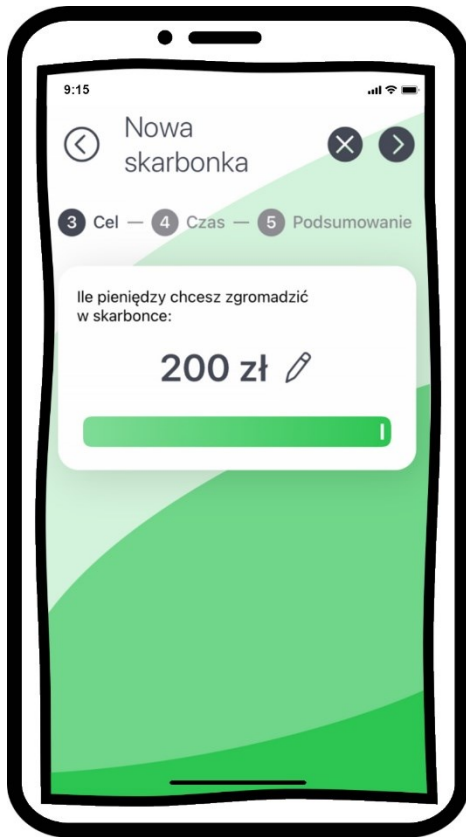 9:15
Nowa
skarbonka
3 Cel — 4 Czas — 5 Podsumowanie
Ile pieniędzy chcesz zgromadzić
w skarbonce:
200 zł